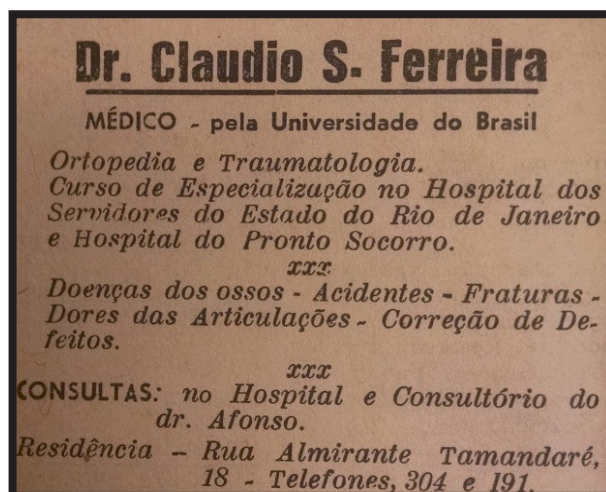 Dr. Claudio S. Ferreira
MÉDICO - pela Universidade do Brasil
Ortopedia e Traumatologia.
Curso de Especialização no Hospital dos
Servidores do Estado do Rio de Janeiro
e Hospital do Pronto Socorro.
xxx
Doenças dos ossos - Acidentes - Fraturas -
Dores das Articulações - Correção de De-
feitos.
xxx
CONSULTAS: no Hospital e Consultório do
dr. Afonso.
Residência - Rua Almirante Tamandaré,
18 - Telefones, 304 e 191.